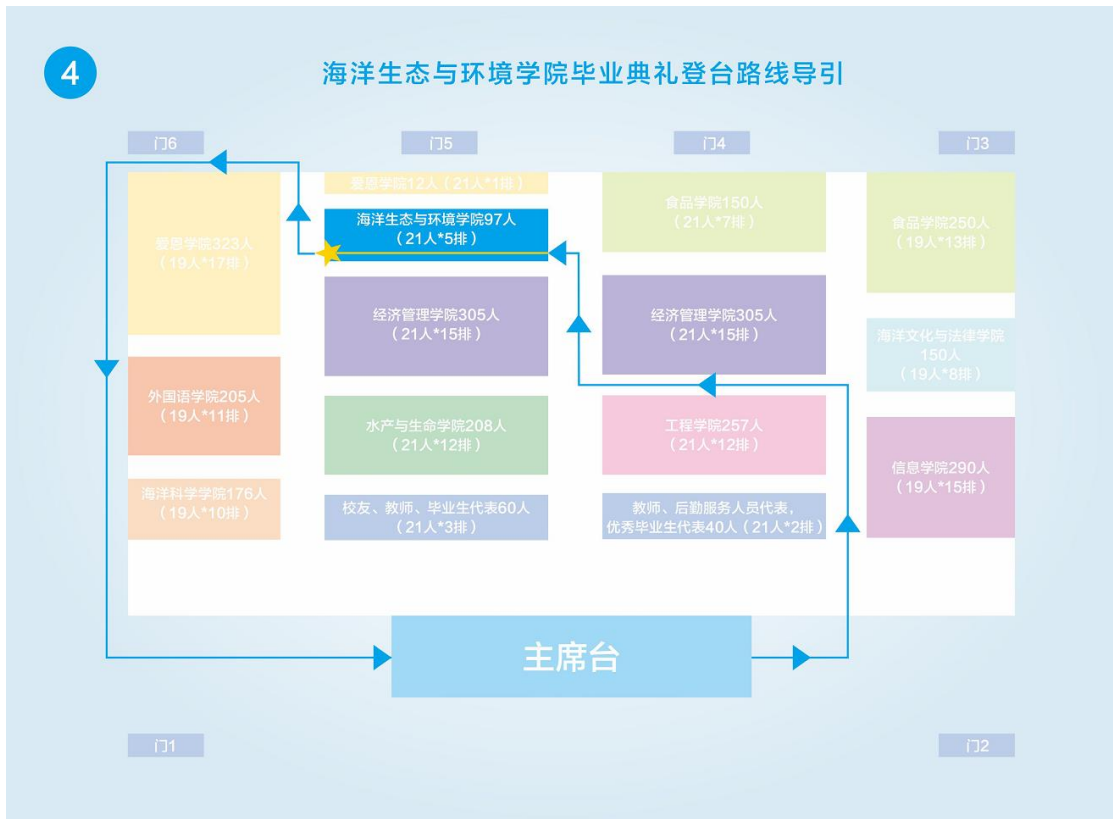 4
海洋生态与环境学院毕业典礼登台路线导引
门6
门5
门4
门3
爱恩学院323人
（19人*17排）
爱恩学院12人（21人*1排）
海洋生态与环境学院97人
（21人*5排）
食品学院150人
（21人*7排）
食品学院250人
（19人*13排）
经济管理学院305人
（21人*15排）
经济管理学院305人
（21人*15排）
海洋文化与法律学院
150人
（19人*8排）
外国语学院205人
（19人*11排）
水产与生命学院208人
（21人*12排）
工程学院257人
（21人*12排）
信息学院290人
（19人*15排）
海洋科学学院176人
（19人*10排）
校友、教师、毕业生代表60人
（21人*3排）
教师、后勤服务人员代表，
优秀毕业生代表40人（21人*2排）
主席台
门1
门2